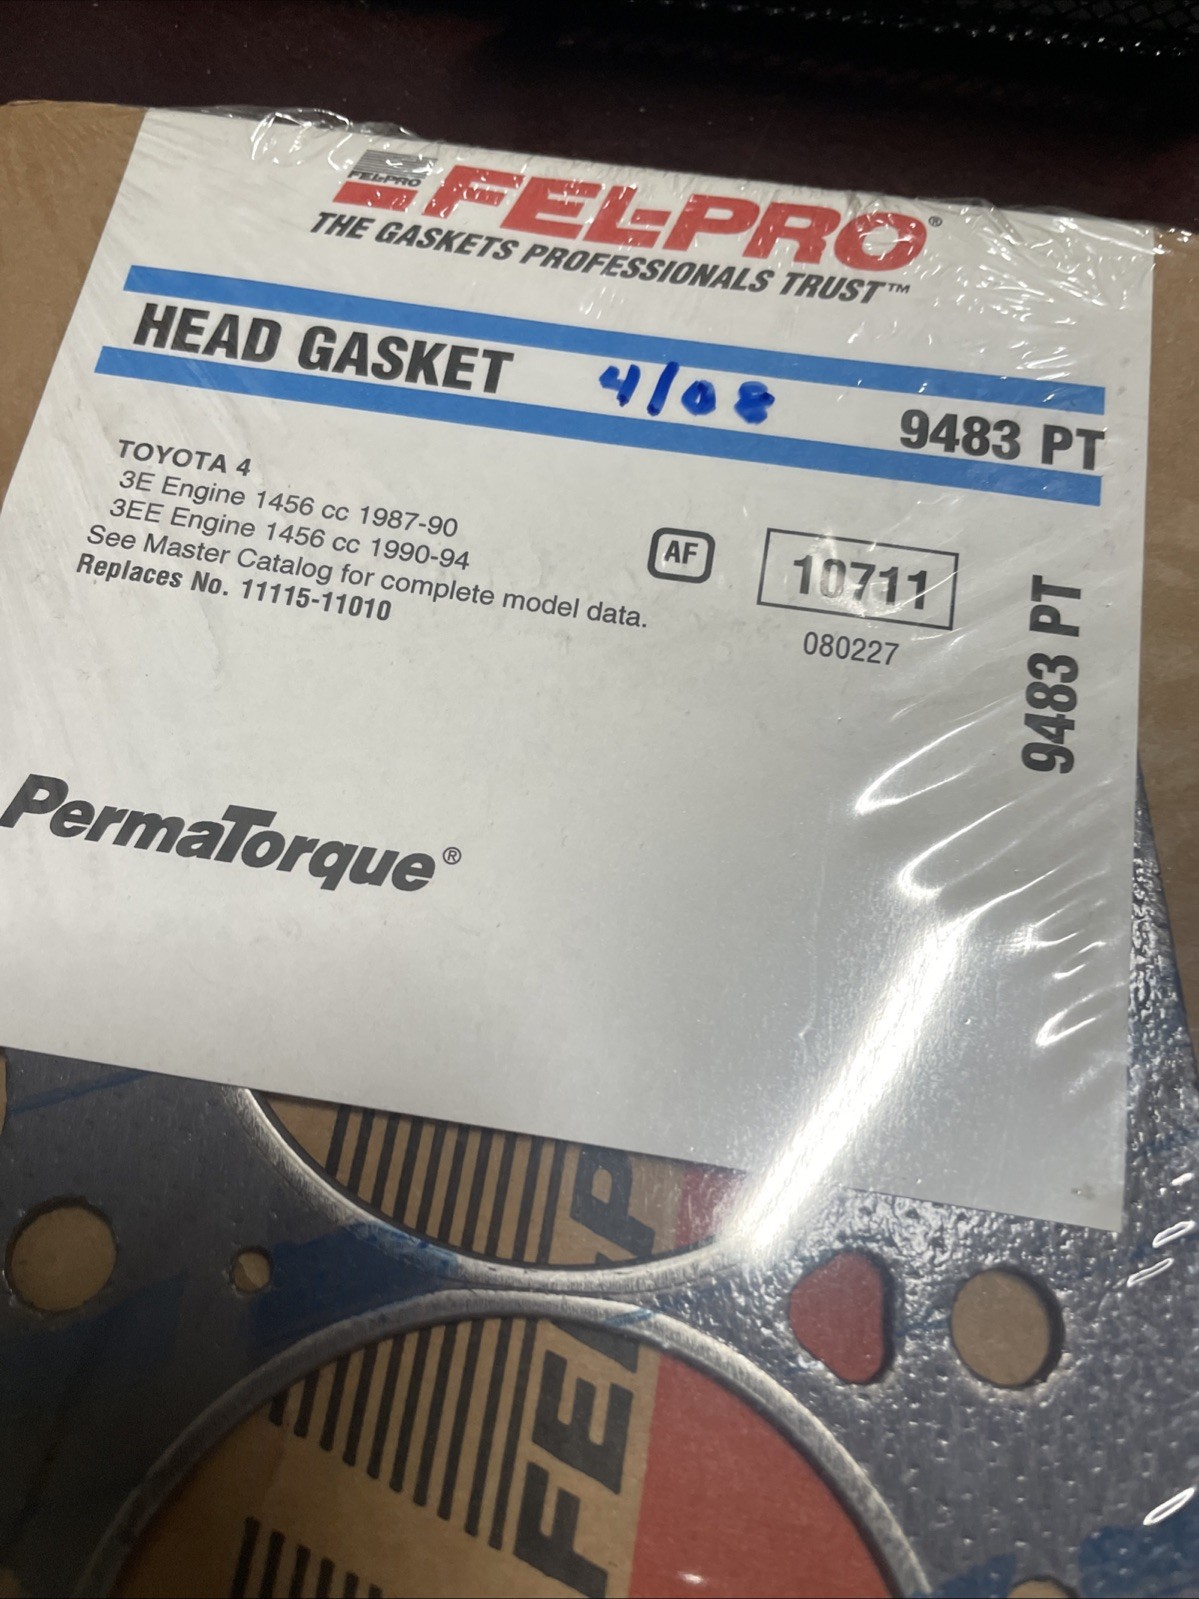 FEL-PRO
FEL-PRO®
THE GASKETS PROFESSIONALS TRUST™
HEAD GASKET 4/08 9483 PT
TOYOTA 4
3E Engine 1456 cc 1987-90
3EE Engine 1456 cc 1990-94
See Master Catalog for complete model data.
Replaces No. 11115-11010
AF
10711
080227
9483 PT
PermaTorque®
FEL-P
FEL-P